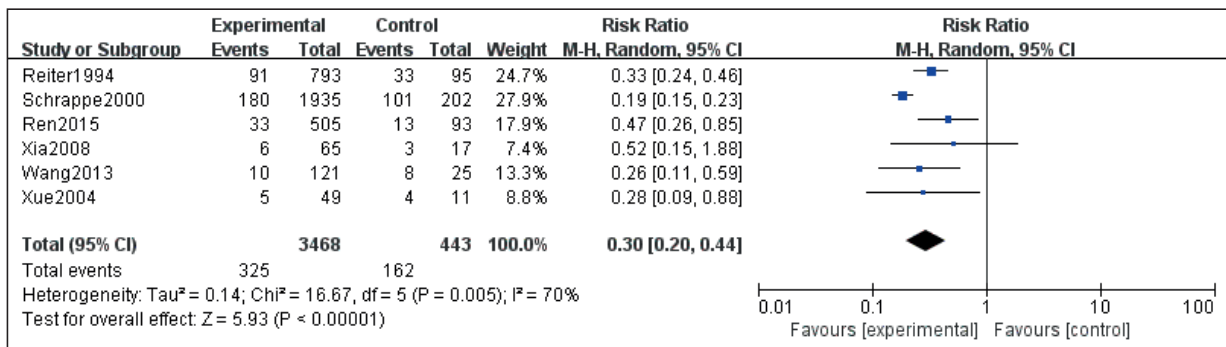 Experimental Control Risk Ratio Risk Ratio
Study or Subgroup Events Total Events Total Weight M-H, Random, 95% CI M-H, Random, 95% CI
Reiter1994 91 793 33 95 24.7% 0.33 [0.24, 0.46]
Schrappe2000 180 1935 101 202 27.9% 0.19 [0.15, 0.23]
Ren2015 33 505 13 93 17.9% 0.47 [0.26, 0.85]
Xia2008 6 65 3 17 7.4% 0.52 [0.15, 1.88]
Wang2013 10 121 8 25 13.3% 0.26 [0.11, 0.59]
Xue2004 5 49 4 11 8.8% 0.28 [0.09, 0.88]
Total (95% CI) 3468 443 100.0% 0.30 [0.20, 0.44]
Total events 325 162
Heterogeneity: Tau² = 0.14; Chi² = 16.67, df = 5 (P = 0.005); I² = 70%
Test for overall effect: Z = 5.93 (P < 0.00001)
0.01 0.1 1 10 100
Favours [experimental] Favours [control]